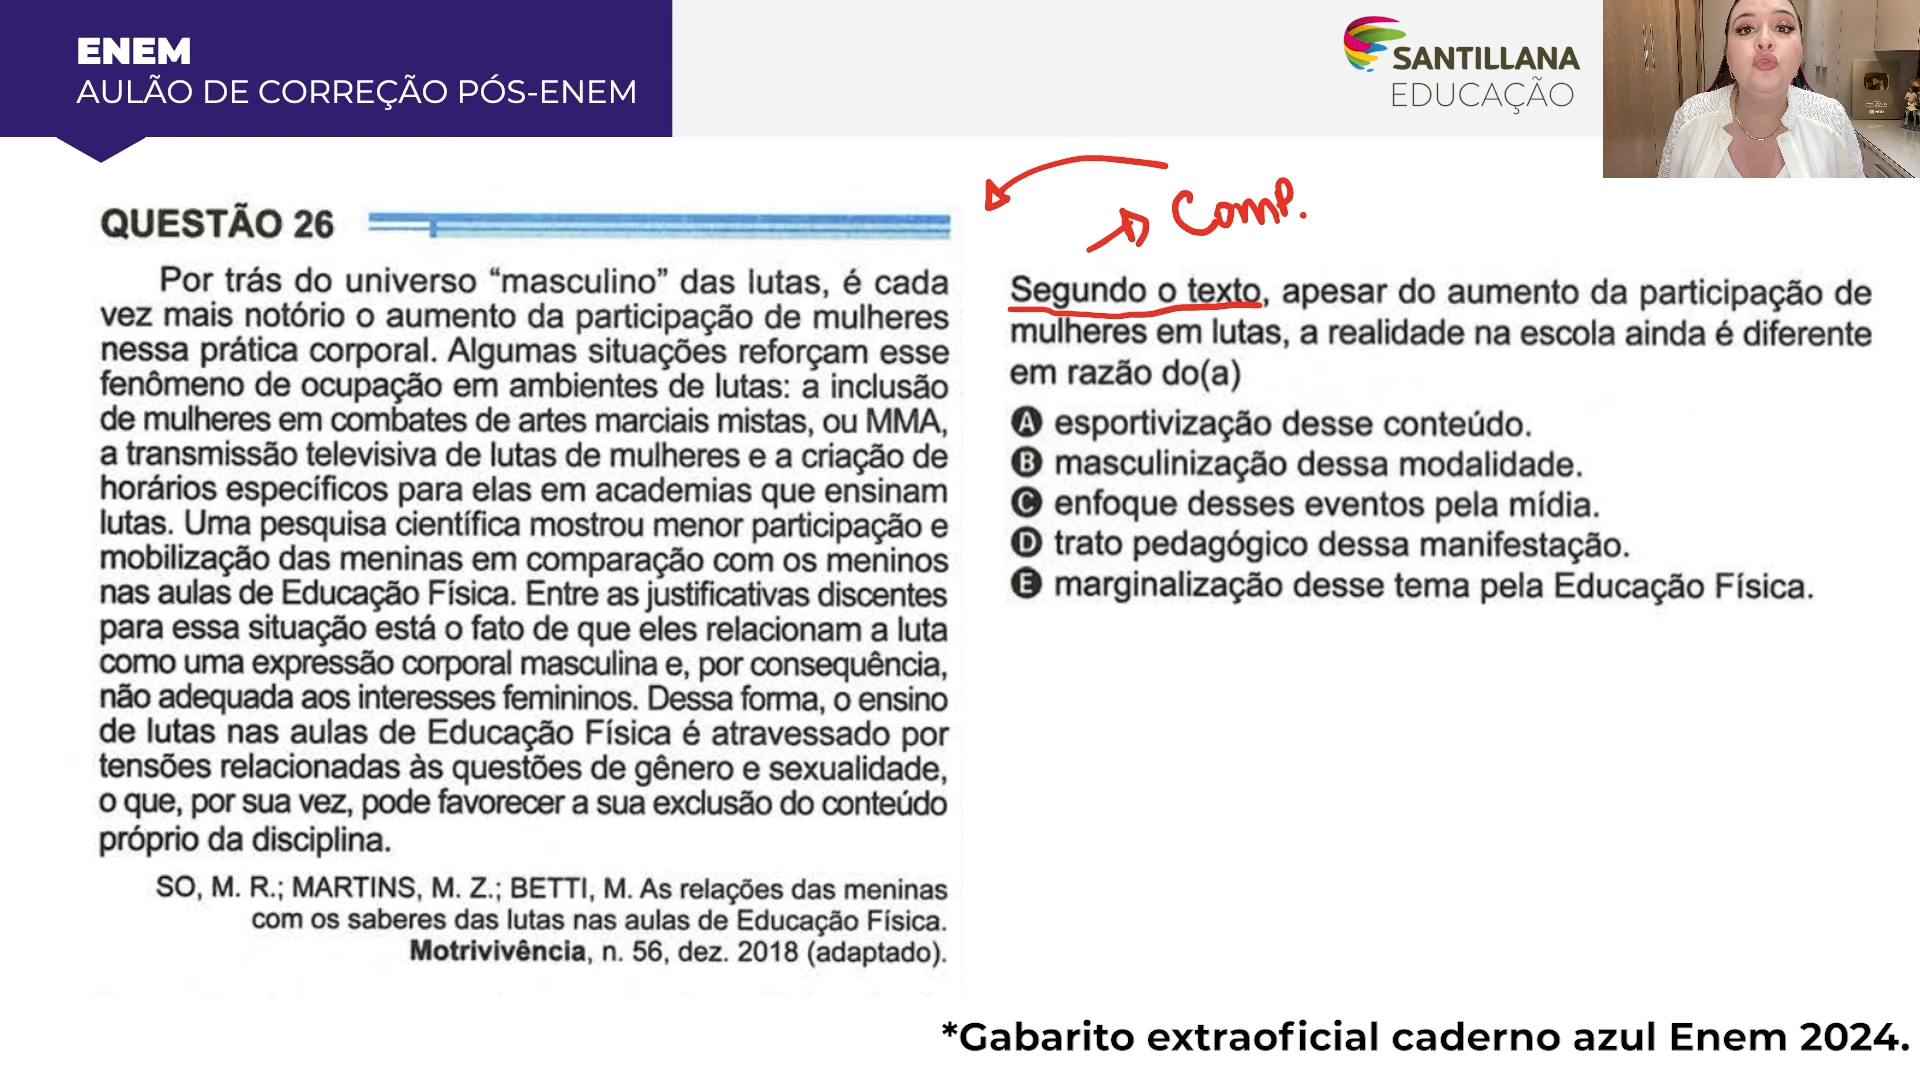 ENEM
AULÃO DE CORREÇÃO PÓS-ENEM
SANTILLANA
EDUCAÇÃO
QUESTÃO 26
Por trás do universo “masculino” das lutas, é cada
vez mais notório o aumento da participação de mulheres
nessa prática corporal. Algumas situações reforçam esse
fenômeno de ocupação em ambientes de lutas: a inclusão
de mulheres em combates de artes marciais mistas, ou MMA,
a transmissão televisiva de lutas de mulheres e a criação de
horários específicos para elas em academias que ensinam
lutas. Uma pesquisa científica mostrou menor participação e
mobilização das meninas em comparação com os meninos
nas aulas de Educação Física. Entre as justificativas discentes
para essa situação está o fato de que eles relacionam a luta
como uma expressão corporal masculina e, por consequência,
não adequada aos interesses femininos. Dessa forma, o ensino
de lutas nas aulas de Educação Física é atravessado por
tensões relacionadas às questões de gênero e sexualidade,
o que, por sua vez, pode favorecer a sua exclusão do conteúdo
próprio da disciplina.
SO, M. R.; MARTINS, M. Z.; BETTI, M. As relações das meninas
com os saberes das lutas nas aulas de Educação Física.
Motrivivência, n. 56, dez. 2018 (adaptado).
Comp.
Segundo o texto, apesar do aumento da participação de
mulheres em lutas, a realidade na escola ainda é diferente
em razão do(a)
A esportivização desse conteúdo.
B masculinização dessa modalidade.
C enfoque desses eventos pela mídia.
D trato pedagógico dessa manifestação.
E marginalização desse tema pela Educação Física.
*Gabarito extraoficial caderno azul Enem 2024.